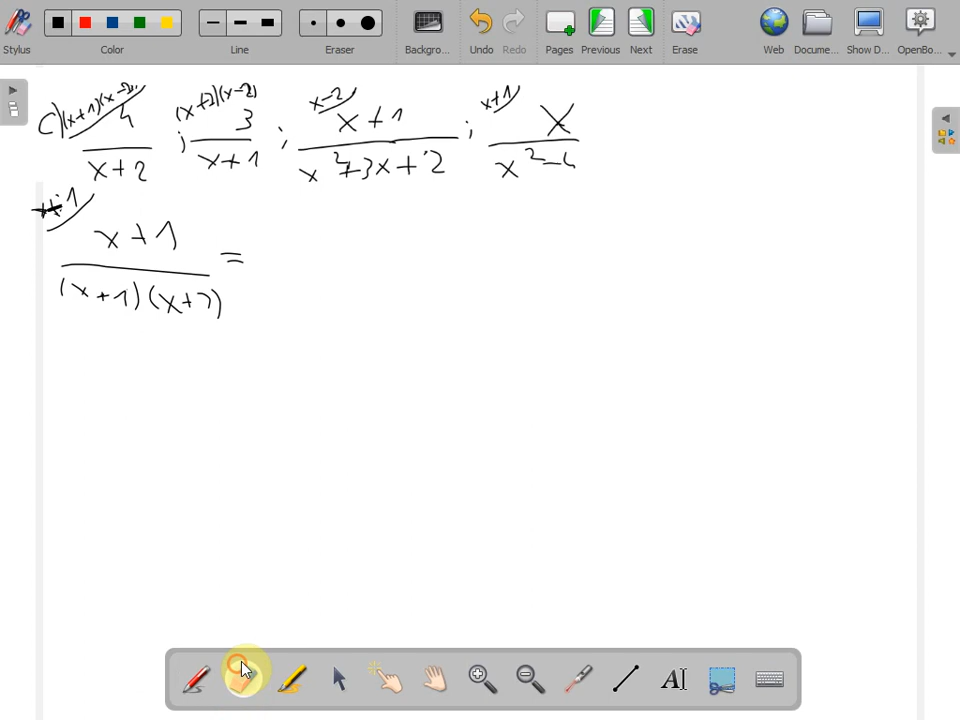 Stylus Color Line Eraser Backgro... Undo Redo Pages Previous Next Erase Web Docume... Show D... OpenBo...
(x+1)(x-2) (x+2)(x-2) x-2 x+1
C) 4 ; 3 ; x+1 ; x
x+2 x+1 x²+3x+2 x²-4
x+1
x+1 =
(x+1)(x+2)